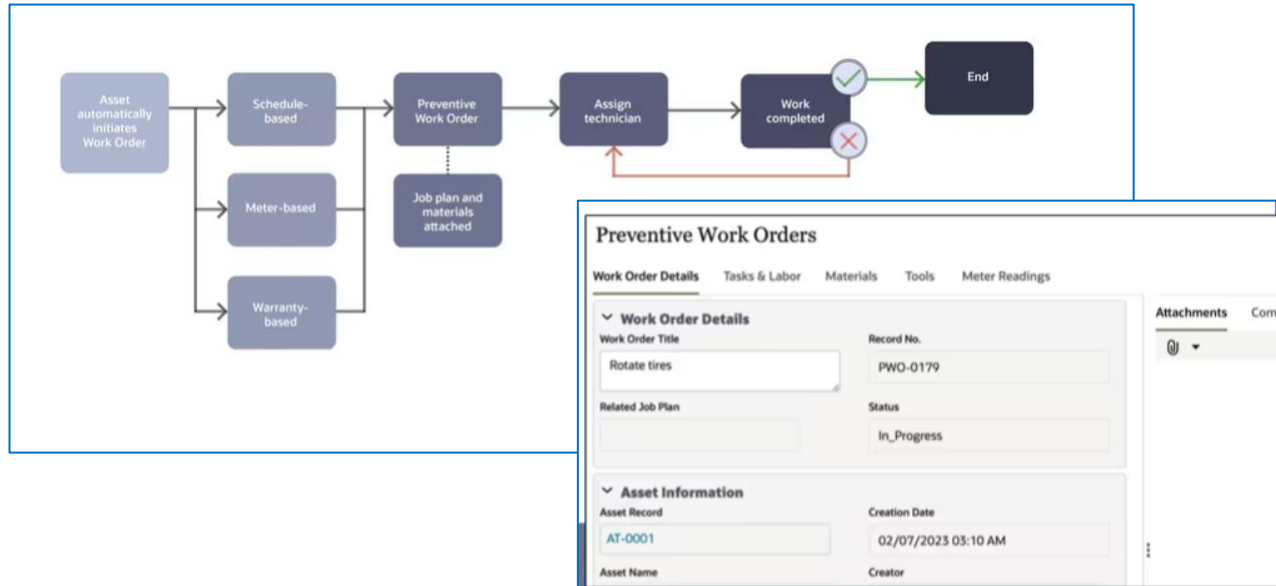 Asset
automatically
initiates
Work Order
Schedule-
based
Meter-based
Warranty-
based
Preventive
Work Order
Job plan and
materials
attached
Assign
technician
Work
completed
End
Preventive Work Orders
Work Order Details Tasks & Labor Materials Tools Meter Readings
Work Order Details
Work Order Title Record No.
Rotate tires PWO-0179
Related Job Plan Status
In_Progress
Asset Information
Asset Record Creation Date
AT-0001 02/07/2023 03:10 AM
Asset Name Creator
Attachments Com